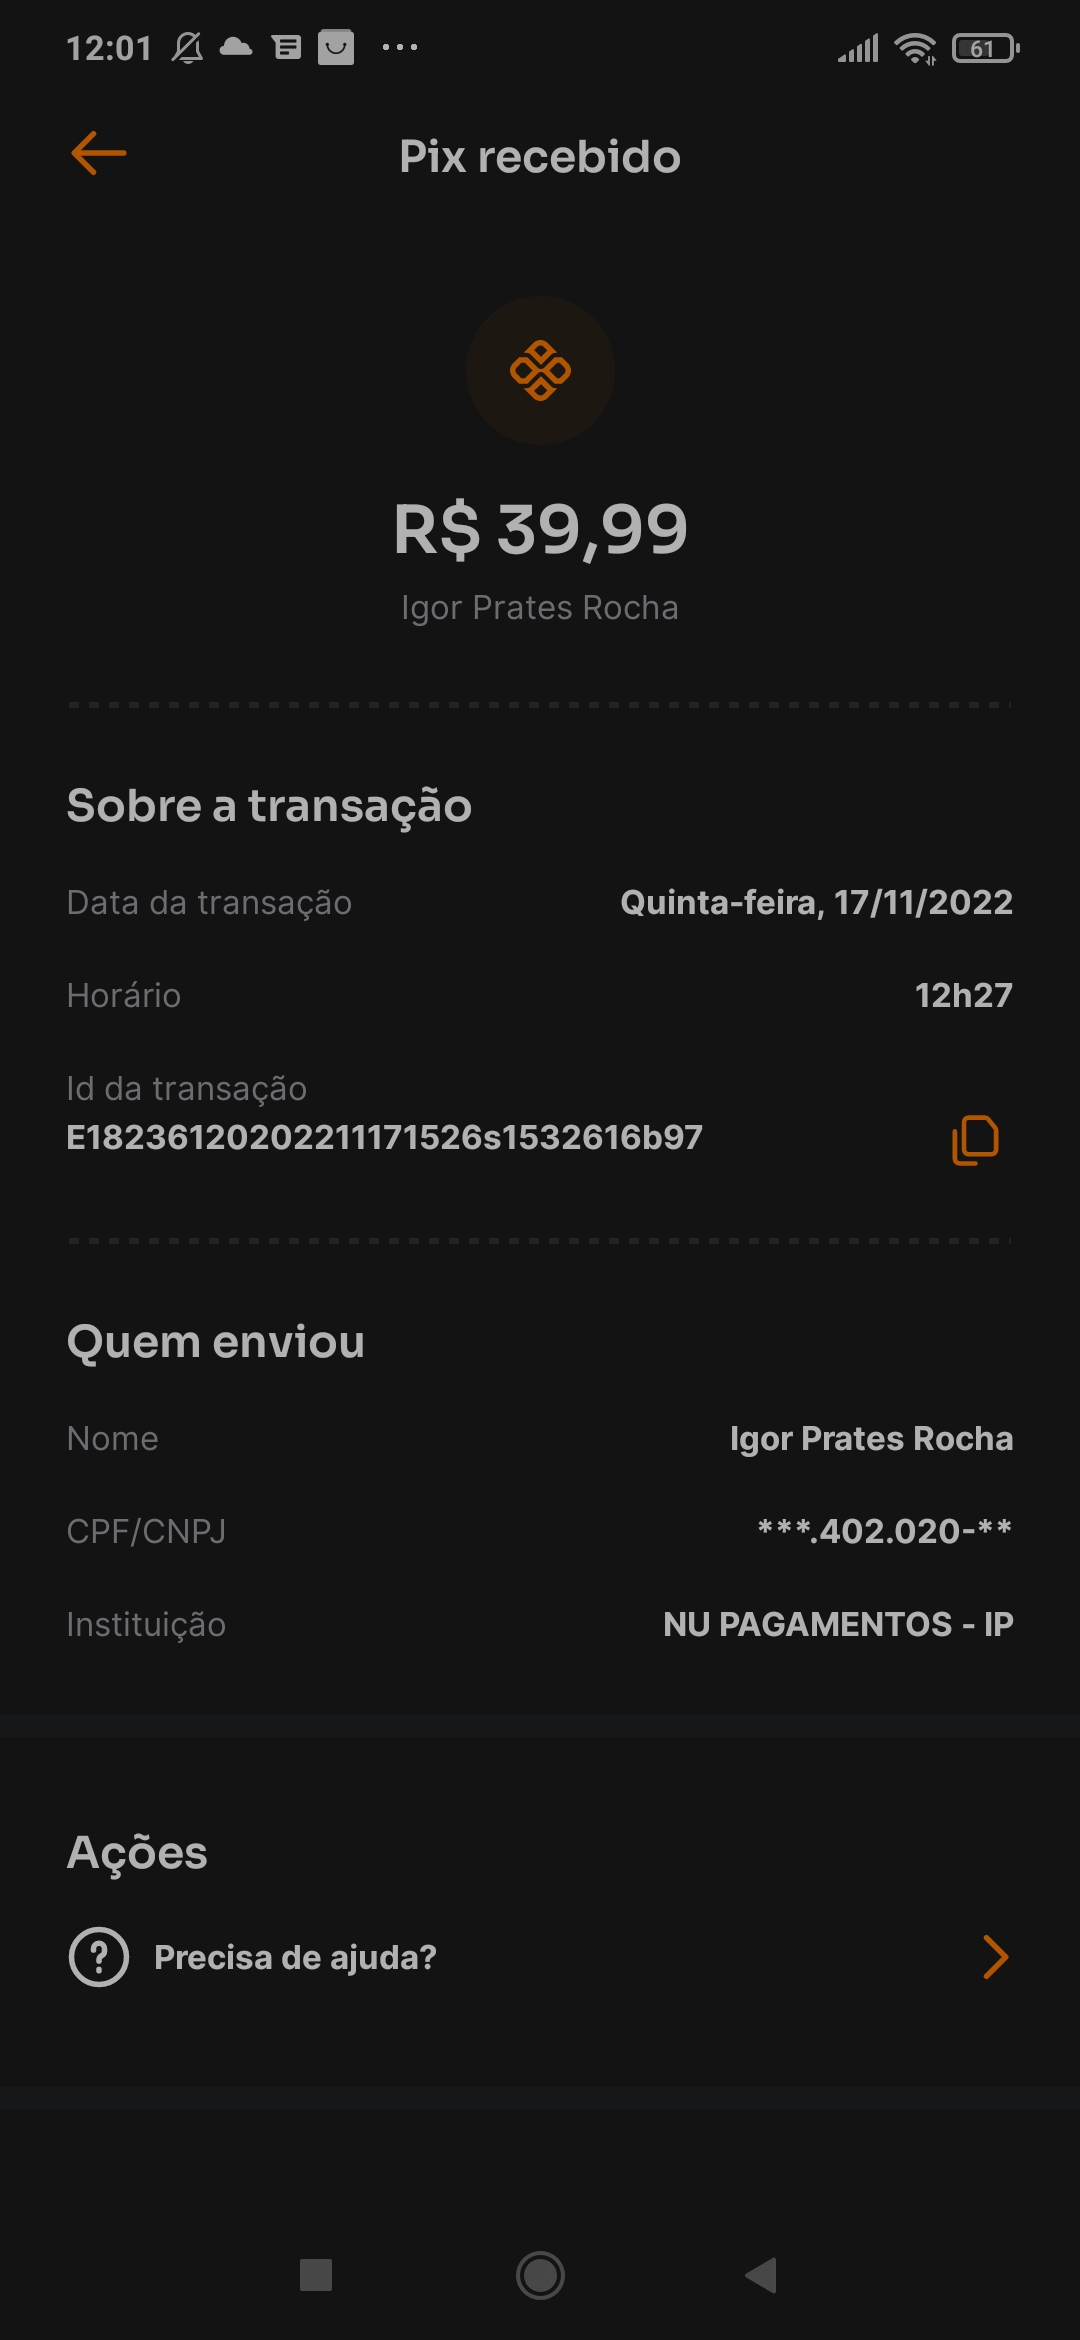 12:01
61
Pix recebido
R$ 39,99
Igor Prates Rocha
Sobre a transação
Data da transação Quinta-feira, 17/11/2022
Horário 12h27
Id da transação
E18236120202211171526s1532616b97
Quem enviou
Nome Igor Prates Rocha
CPF/CNPJ ***.402.020-**
Instituição NU PAGAMENTOS - IP
Ações
Precisa de ajuda?